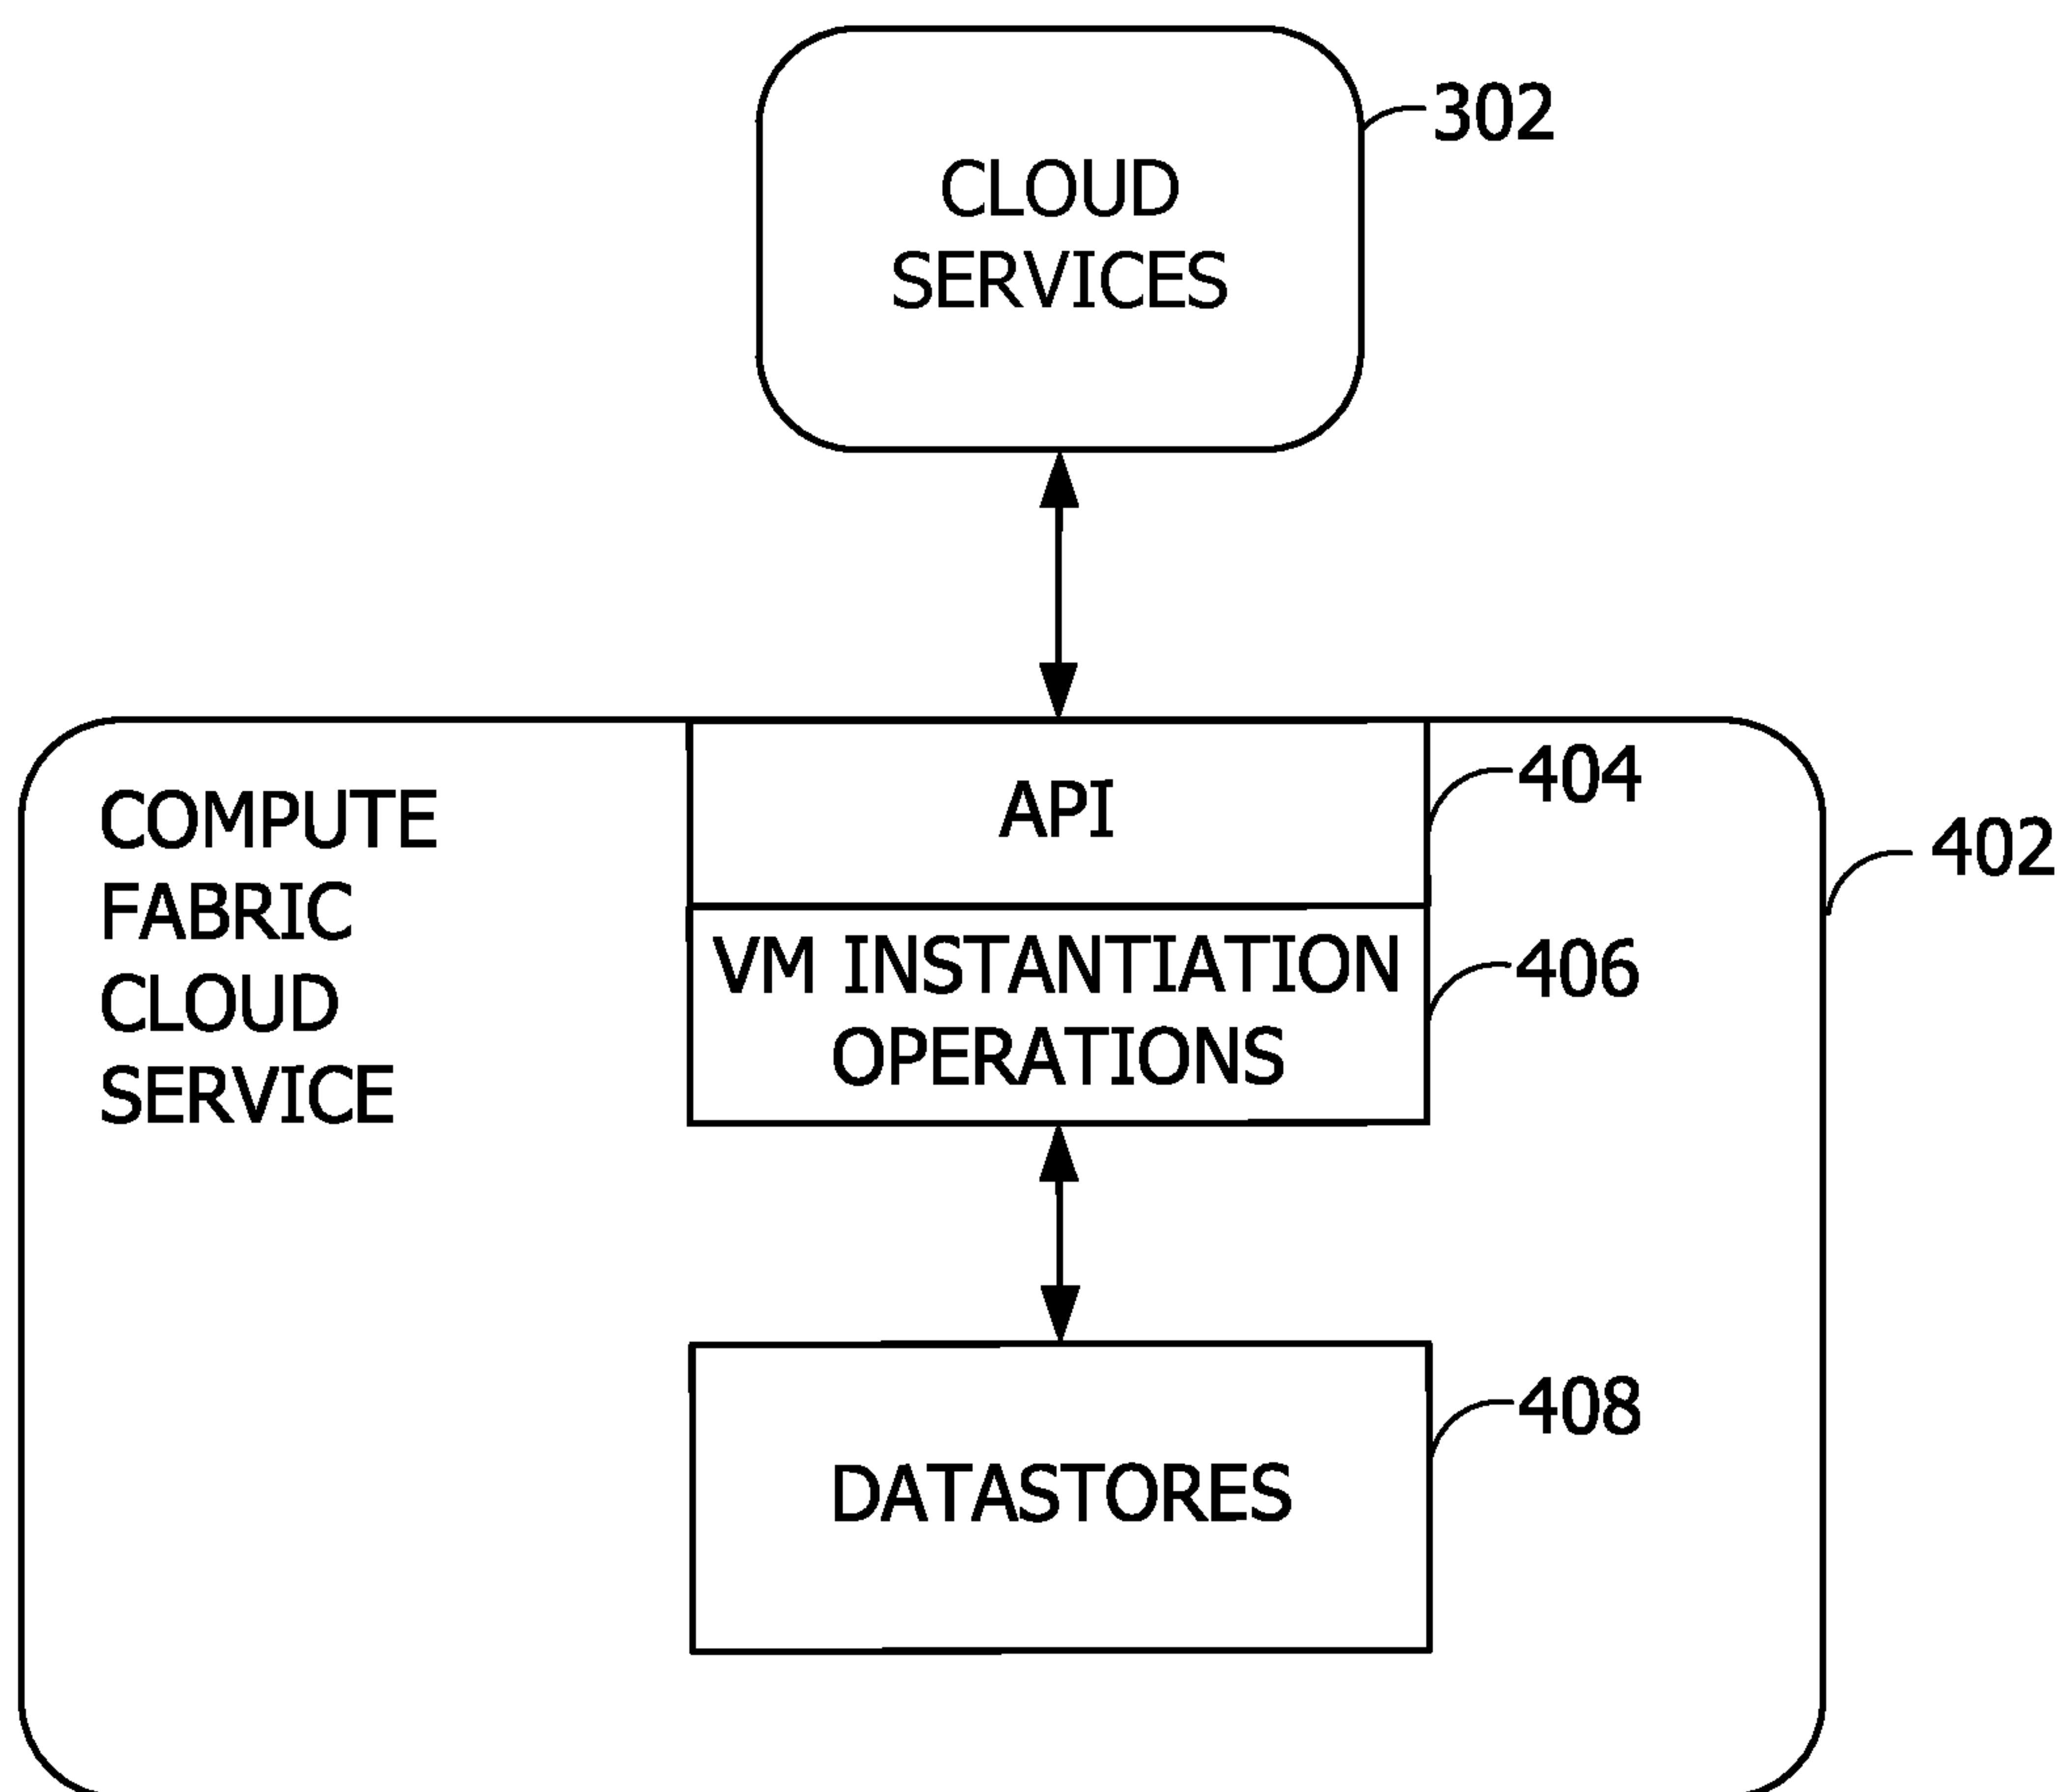 CLOUD
SERVICES
302
API
404
COMPUTE
FABRIC
CLOUD
SERVICE
402
VM INSTANTIATION
OPERATIONS
406
DATASTORES
408